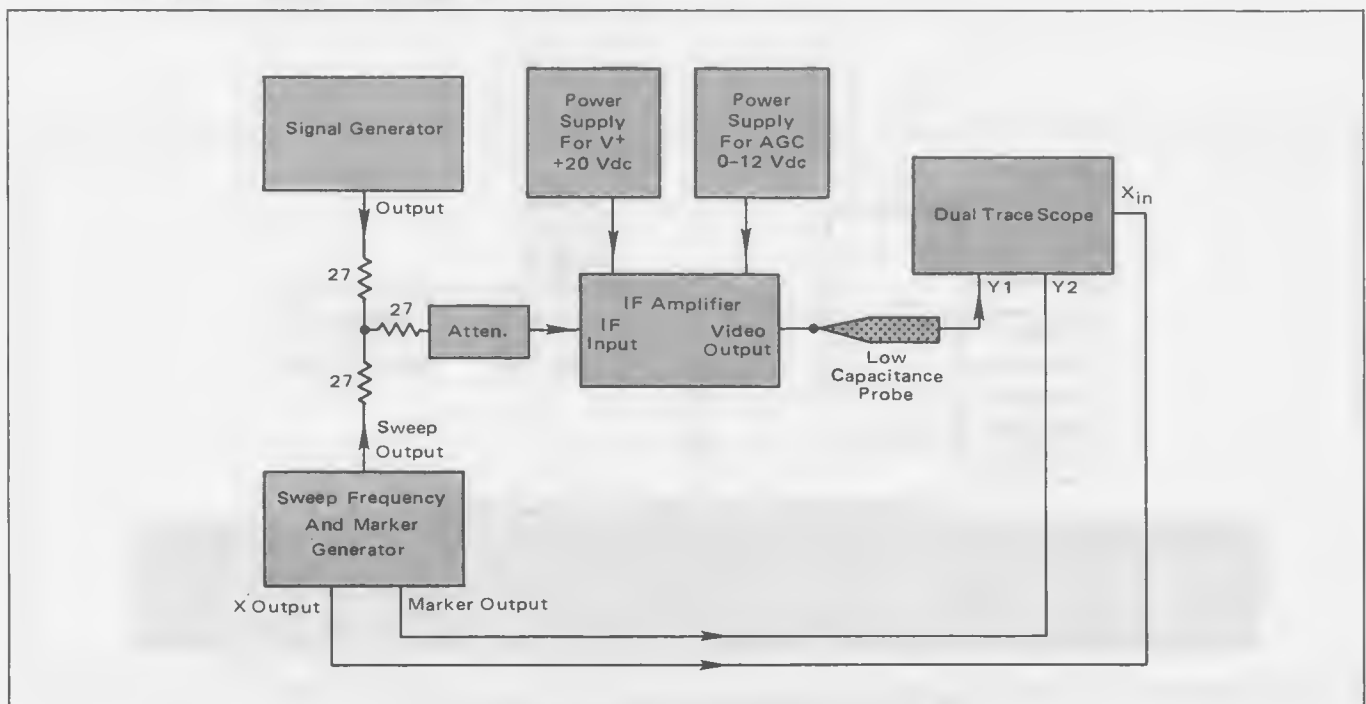 Signal Generator
Output
27
27
27
Atten.
Sweep
Output
Sweep Frequency
And Marker
Generator
X Output
Marker Output
Power
Supply
For V+
+20 Vdc
Power
Supply
For AGC
0-12 Vdc
IF Amplifier
IF
Input
Video
Output
Low
Capacitance
Probe
Dual Trace Scope
Xin
Y1
Y2